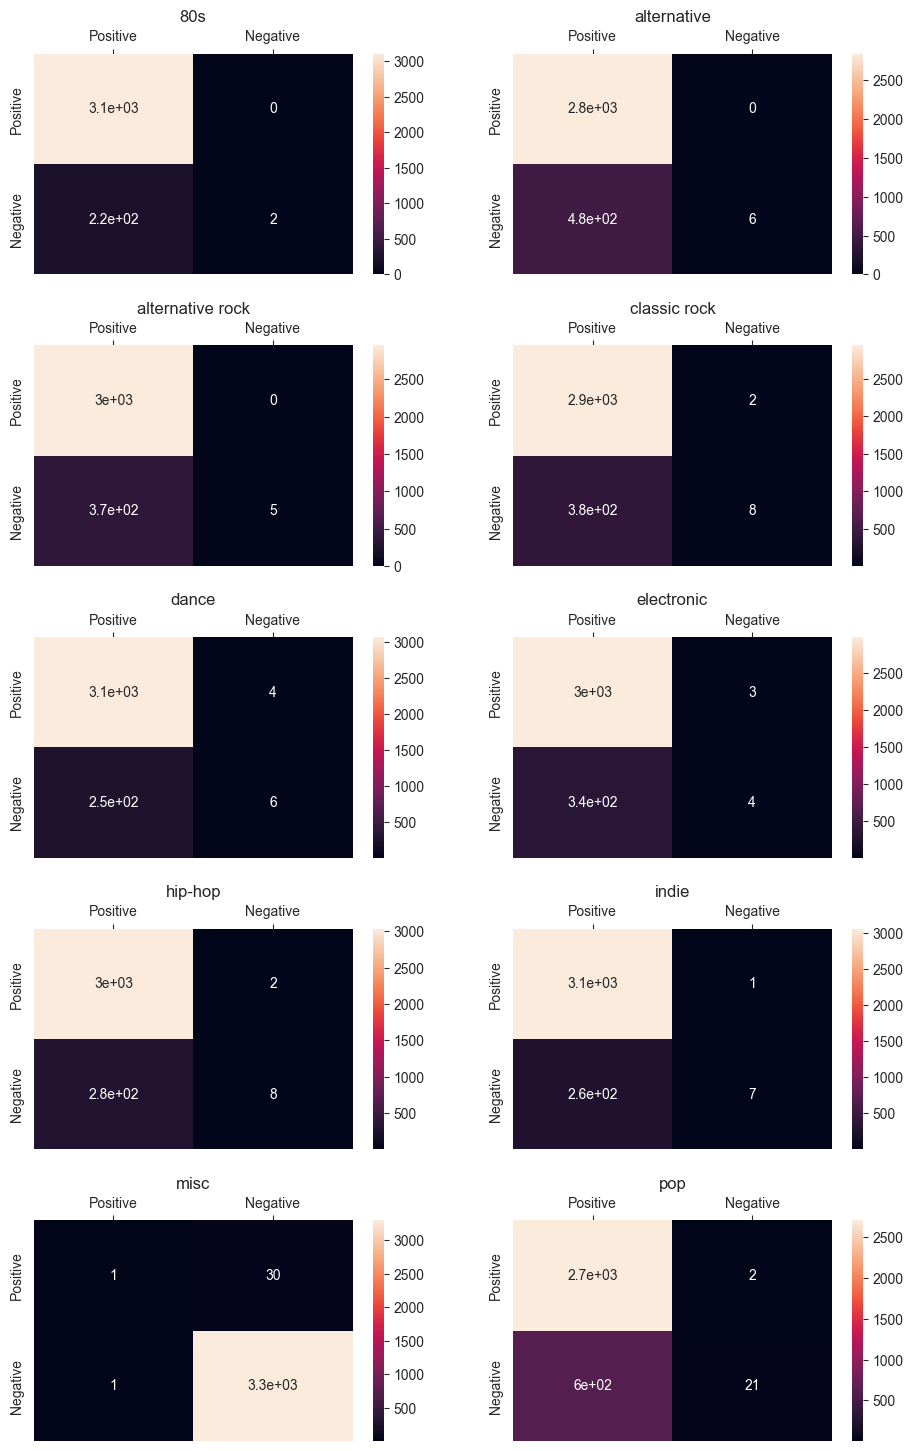 80s
Positive Negative
3000
Positive 3.1e+03 0
2500
2000
1500
1000
Negative 2.2e+02 2
500
0
alternative
Positive Negative
Positive 2.8e+03 0
2500
2000
1500
1000
Negative 4.8e+02 6
500
0
alternative rock
Positive Negative
Positive 3e+03 0
2500
2000
1500
1000
Negative 3.7e+02 5
500
0
classic rock
Positive Negative
Positive 2.9e+03 2
2500
2000
1500
1000
Negative 3.8e+02 8
500
dance
Positive Negative
3000
Positive 3.1e+03 4
2500
2000
1500
1000
Negative 2.5e+02 6
500
electronic
Positive Negative
Positive 3e+03 3
2500
2000
1500
1000
Negative 3.4e+02 4
500
hip-hop
Positive Negative
3000
Positive 3e+03 2
2500
2000
1500
1000
Negative 2.8e+02 8
500
indie
Positive Negative
3000
Positive 3.1e+03 1
2500
2000
1500
1000
Negative 2.6e+02 7
500
misc
Positive Negative
3000
Positive 1 30
2500
2000
1500
1000
Negative 1 3.3e+03
500
pop
Positive Negative
Positive 2.7e+03 2
2500
2000
1500
1000
Negative 6e+02 21
500